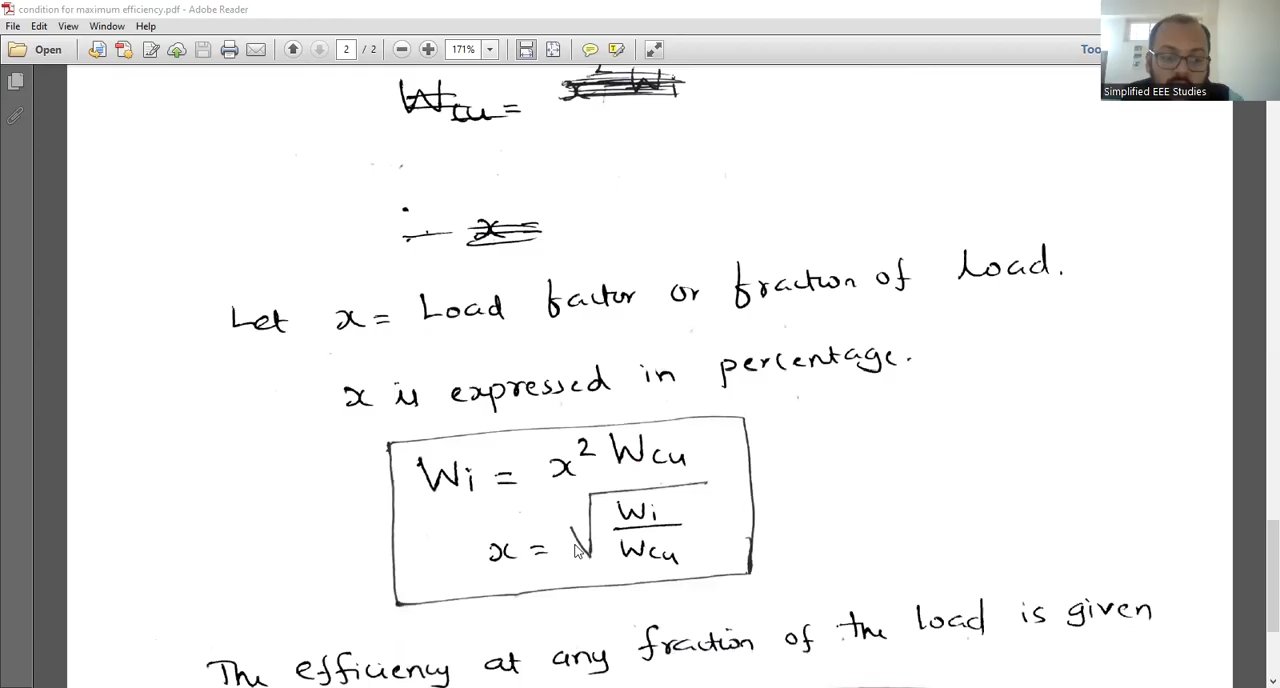 condition for maximum efficiency.pdf - Adobe Reader
File Edit View Window Help
Open 2 / 2 171% Too
Simplified EEE Studies
Wcu =
x =
Let x = Load factor or fraction of load.
x is expressed in percentage.
Wi = x² Wcu
x = √(Wi/Wcu)
The efficiency at any fraction of the load is given